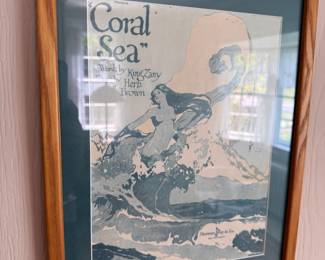 "Coral
Sea"
Words by King Zany
Herb
Brown